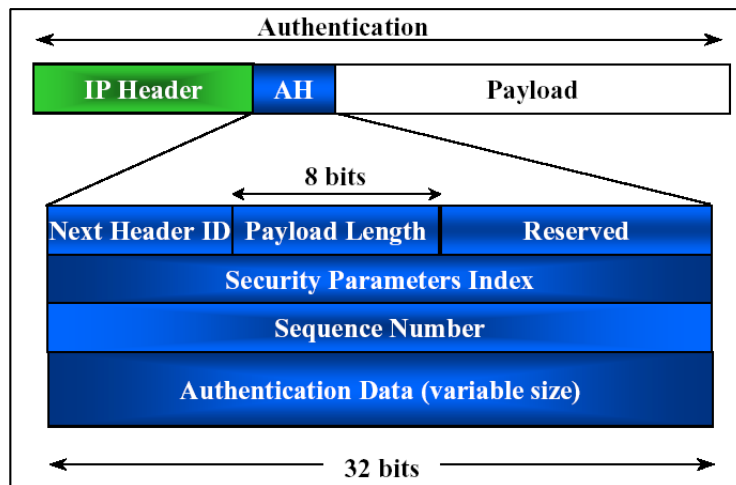 Authentication
IP Header AH Payload
8 bits
Next Header ID Payload Length Reserved
Security Parameters Index
Sequence Number
Authentication Data (variable size)
32 bits